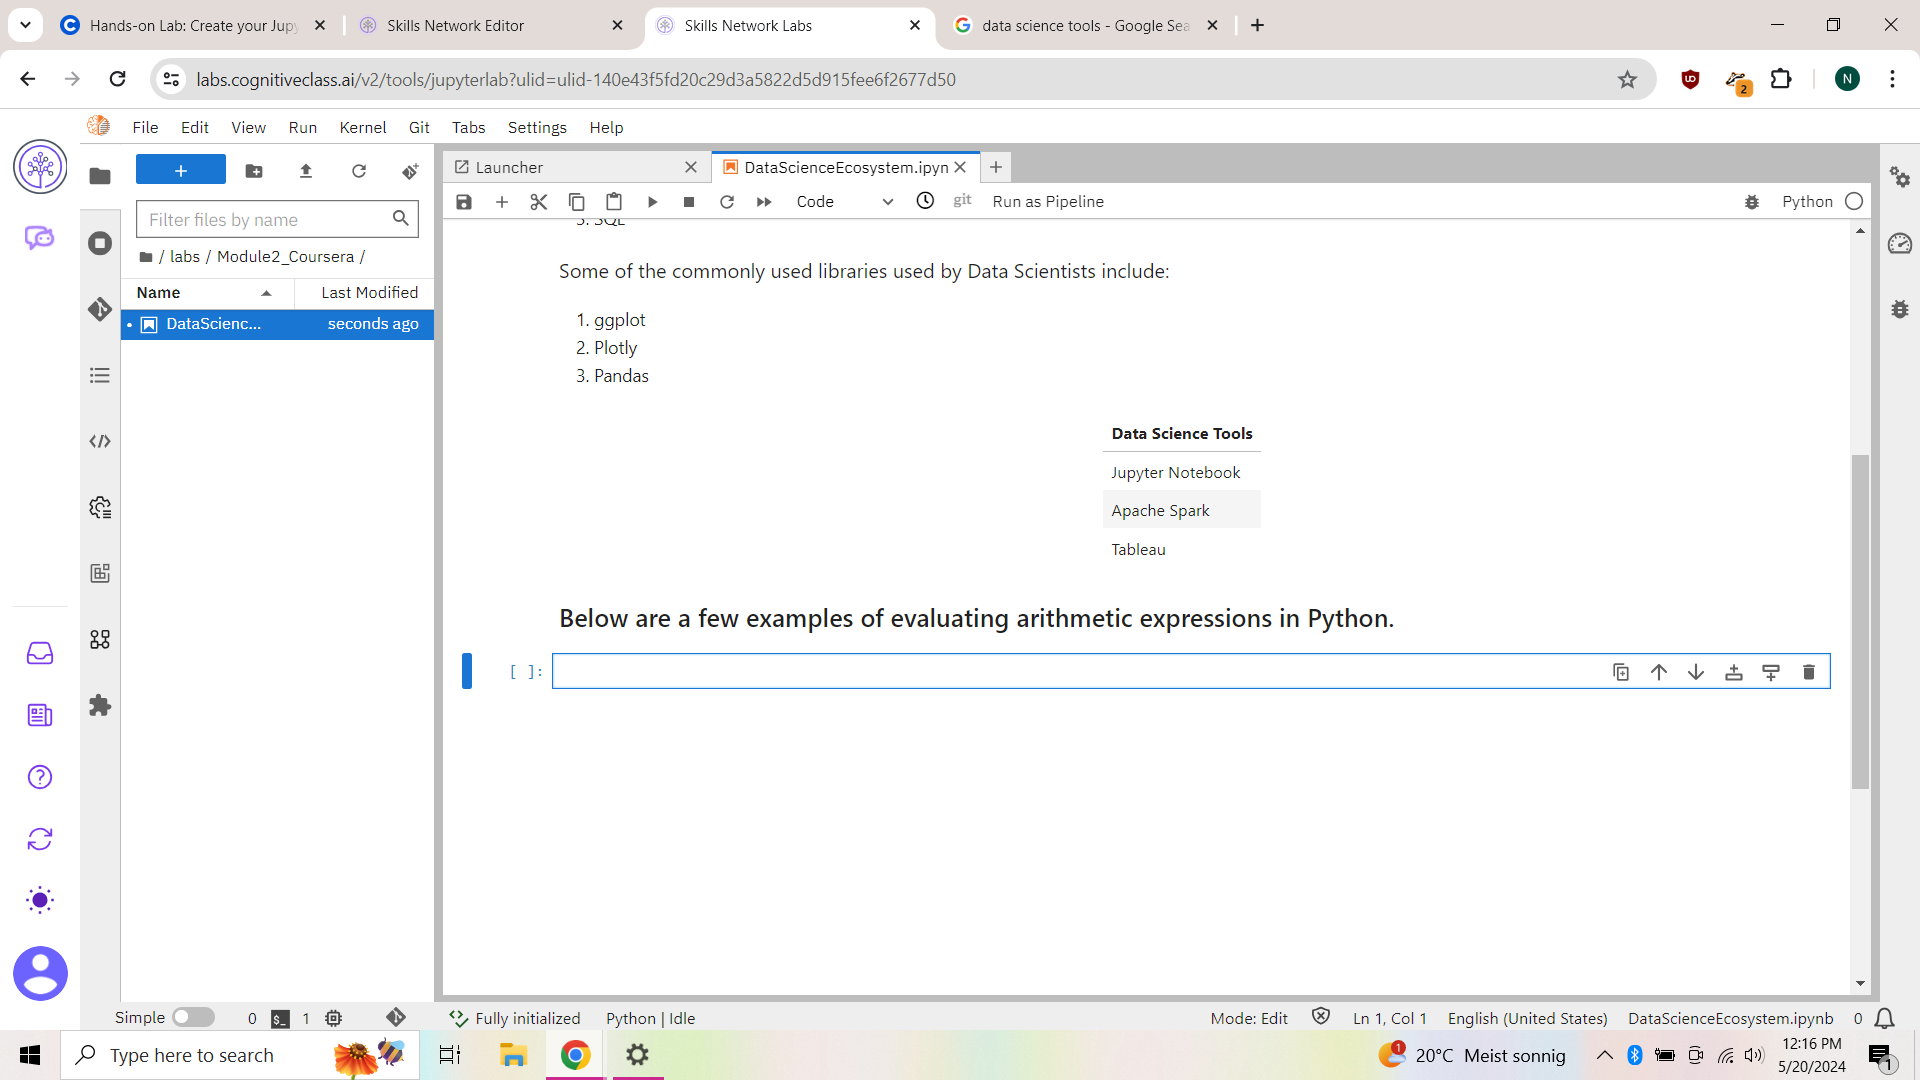 Hands-on Lab: Create your Jupy
Skills Network Editor
Skills Network Labs
data science tools - Google Sea
labs.cognitiveclass.ai/v2/tools/jupyterlab?ulid=ulid-140e43f5fd20c29d3a5822d5d915fee6f2677d50
2
N
File Edit View Run Kernel Git Tabs Settings Help
Launcher
DataScienceEcosystem.ipyn
Code
git
Run as Pipeline
Python
Filter files by name
/ labs / Module2_Coursera /
Name
Last Modified
DataScienc...
seconds ago
3. SQL
Some of the commonly used libraries used by Data Scientists include:
1. ggplot
2. Plotly
3. Pandas
Data Science Tools
Jupyter Notebook
Apache Spark
Tableau
Below are a few examples of evaluating arithmetic expressions in Python.
[ ]:
Simple
0
$_
1
Fully initialized
Python | Idle
Mode: Edit
Ln 1, Col 1
English (United States)
DataScienceEcosystem.ipynb
0
Type here to search
1
20°C Meist sonnig
12:16 PM
5/20/2024
1